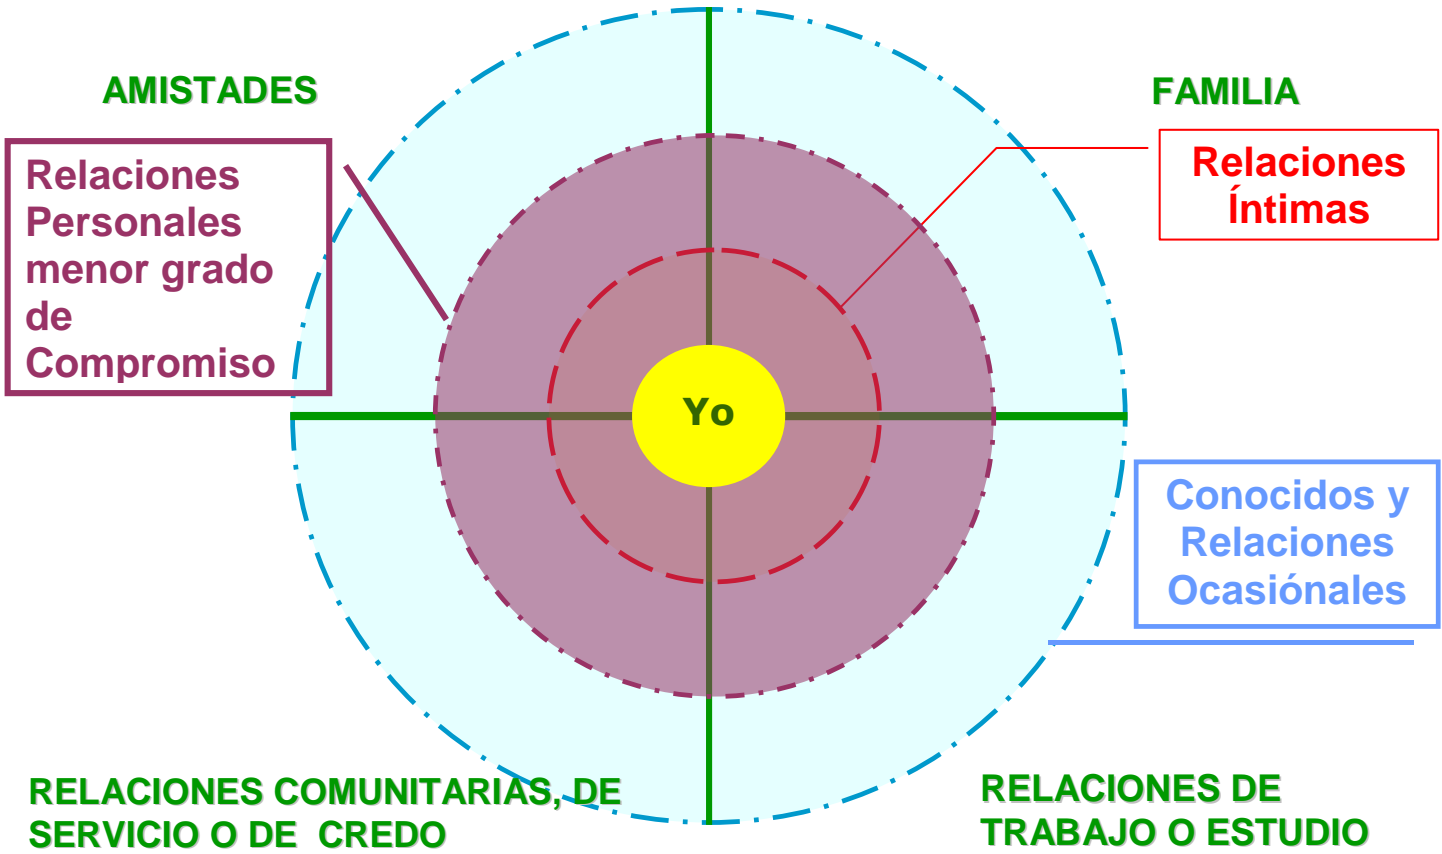 AMISTADES
FAMILIA
Relaciones
Personales
menor grado
de
Compromiso
Relaciones
Íntimas
Yo
Conocidos y
Relaciones
Ocasiónales
RELACIONES COMUNITARIAS, DE
SERVICIO O DE CREDO
RELACIONES DE
TRABAJO O ESTUDIO